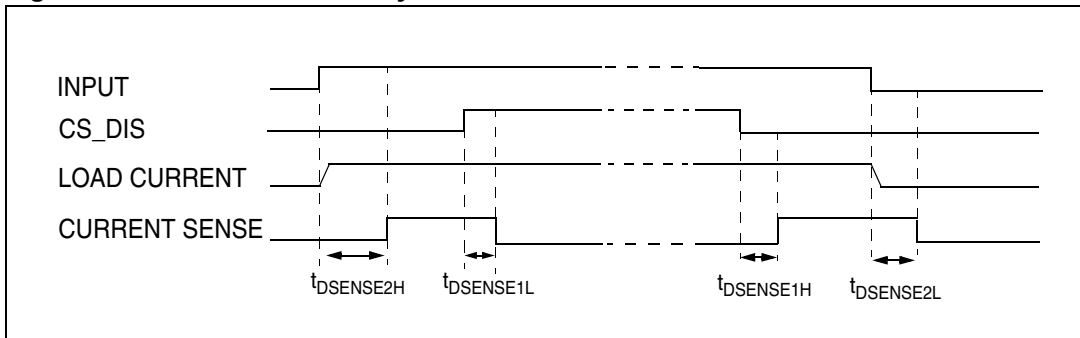 INPUT
CS_DIS
LOAD CURRENT
CURRENT SENSE
tDSENSE2H tDSENSE1L tDSENSE1H tDSENSE2L